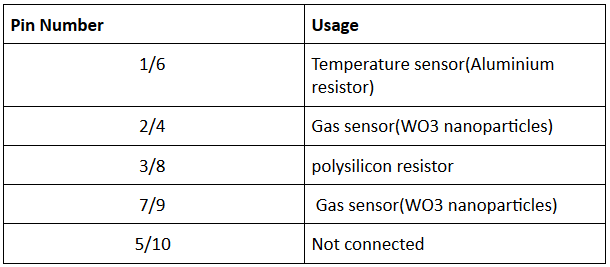 Pin Number Usage
1/6 Temperature sensor(Aluminium
resistor)
2/4 Gas sensor(WO3 nanoparticles)
3/8 polysilicon resistor
7/9 Gas sensor(WO3 nanoparticles)
5/10 Not connected